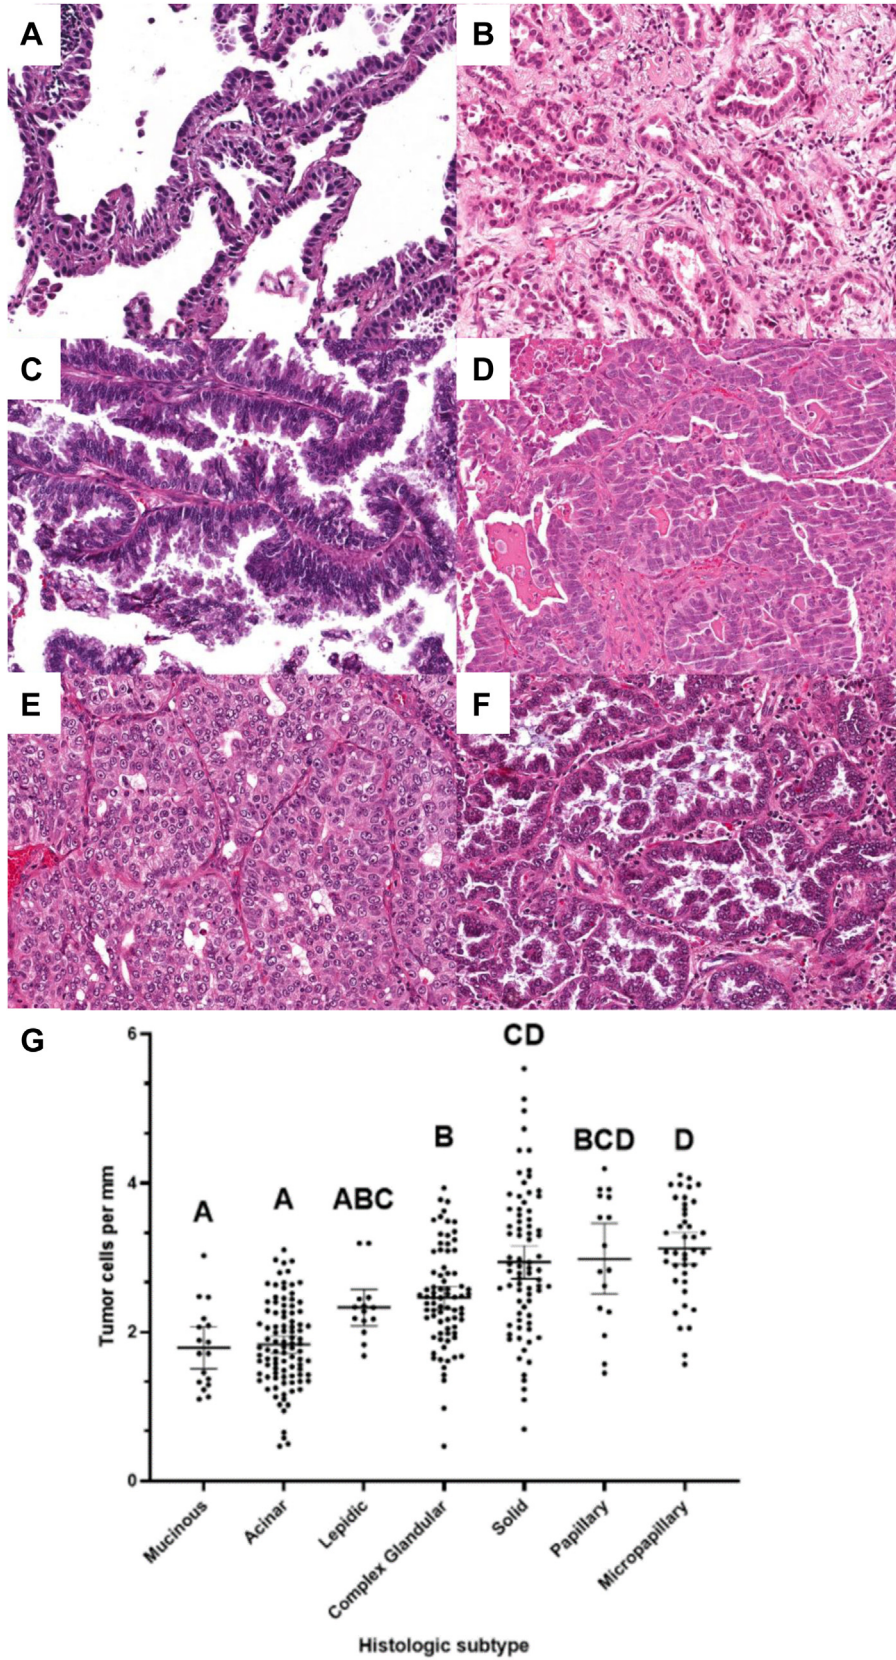 A
B
C
D
E
F
G
6
4
2
0
Tumor cells per mm
A
A
ABC
B
CD
BCD
D
Mucinous
Acinar
Lepidic
Complex Glandular
Solid
Papillary
Micropapillary
Histologic subtype